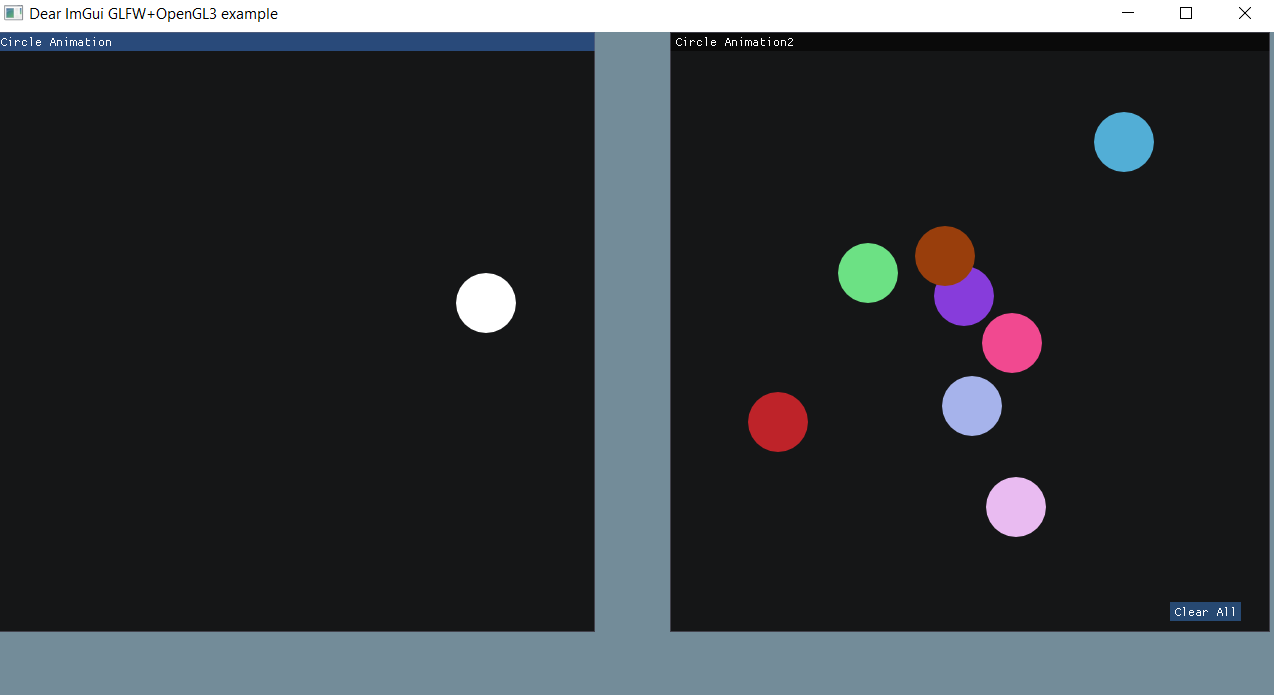 Dear ImGui GLFW+OpenGL3 example
Circle Animation
Circle Animation2
Clear All